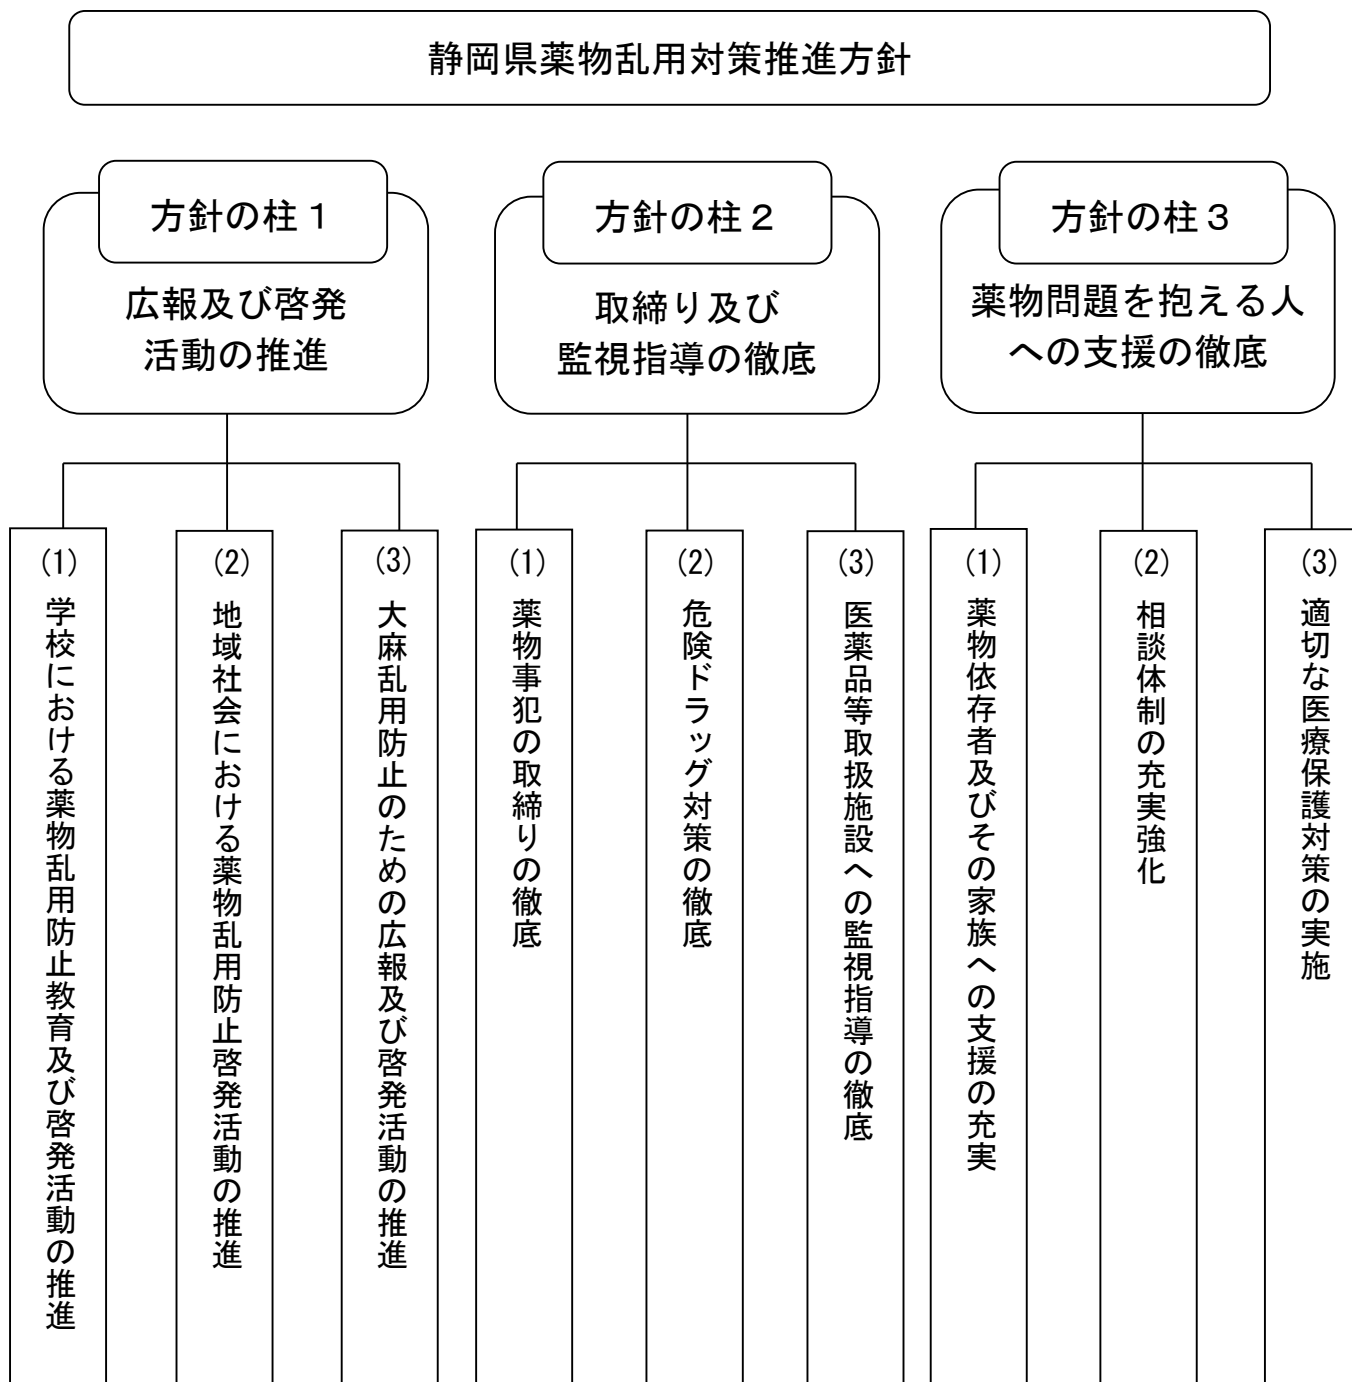 静岡県薬物乱用対策推進方針
方針の柱１
広報及び啓発
活動の推進
方針の柱２
取締り及び
監視指導の徹底
方針の柱３
薬物問題を抱える人
への支援の徹底
(1) 学校における薬物乱用防止教育及び啓発活動の推進
(2) 地域社会における薬物乱用防止啓発活動の推進
(3) 大麻乱用防止のための広報及び啓発活動の推進
(1) 薬物事犯の取締りの徹底
(2) 危険ドラッグ対策の徹底
(3) 医薬品等取扱施設への監視指導の徹底
(1) 薬物依存者及びその家族への支援の充実
(2) 相談体制の充実強化
(3) 適切な医療保護対策の実施